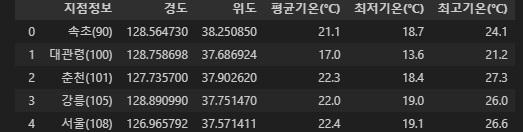 지점정보 경도 위도 평균기온(℃) 최저기온(℃) 최고기온(℃)
0 속초(90) 128.564730 38.250850 21.1 18.7 24.1
1 대관령(100) 128.758698 37.686924 17.0 13.6 21.2
2 춘천(101) 127.735700 37.902620 22.3 18.4 27.3
3 강릉(105) 128.890990 37.751470 22.0 19.0 26.0
4 서울(108) 126.965792 37.571411 22.4 19.1 26.6